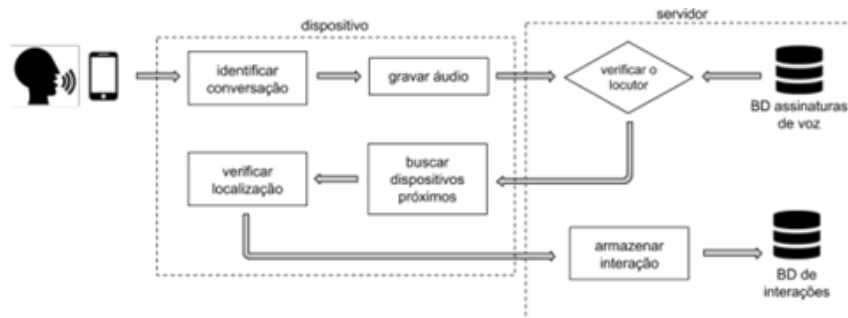 dispositivo
servidor
identificar
conversação
gravar áudio
verificar o
locutor
BD assinaturas
de voz
verificar
localização
buscar
dispositivos
próximos
armazenar
interação
BD de
interações